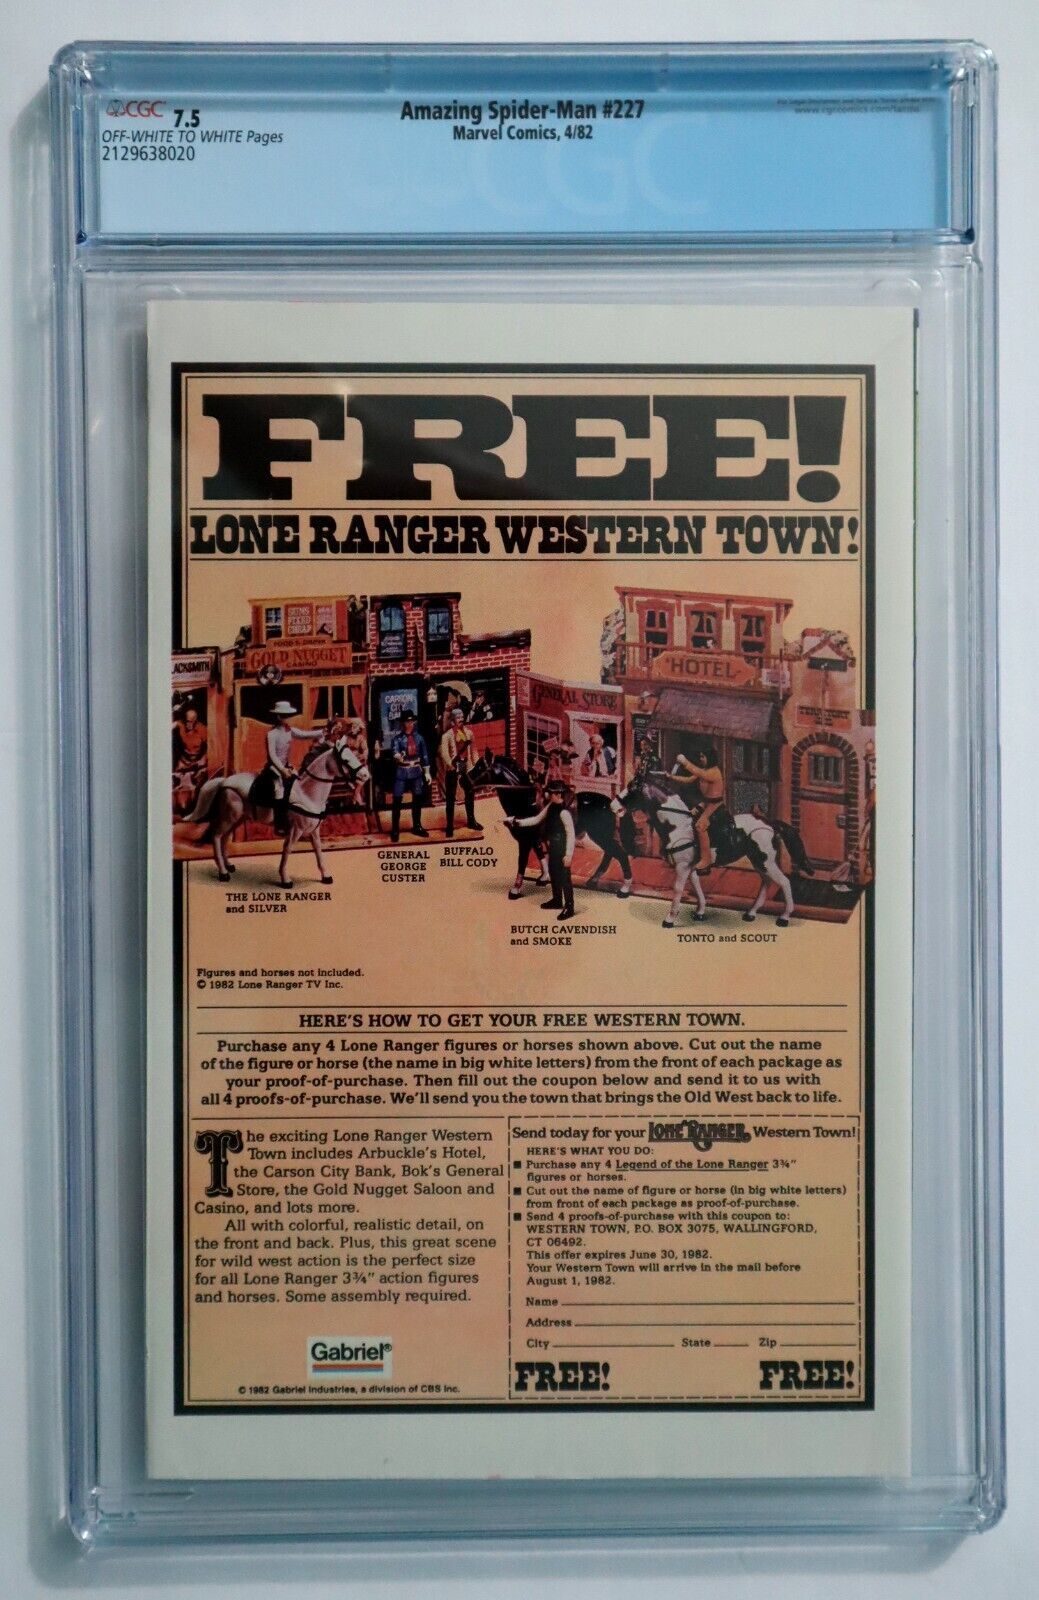 CGC 7.5
OFF-WHITE TO WHITE Pages
2129638020
Amazing Spider-Man #227
Marvel Comics, 4/82
www.cgccomics.com/terms
CGC
FREE!
LONE RANGER WESTERN TOWN!
GUNS
FIXED
CHEAP
FOOD & DRINK
GOLD NUGGET
CASINO
ACKSMITH
CARSON
CITY
GENERAL STORE
HOTEL
THE LONE RANGER
and SILVER
GENERAL
GEORGE
CUSTER
BUFFALO
BILL CODY
BUTCH CAVENDISH
and SMOKE
TONTO and SCOUT
Figures and horses not included.
© 1982 Lone Ranger TV Inc.
HERE'S HOW TO GET YOUR FREE WESTERN TOWN.
Purchase any 4 Lone Ranger figures or horses shown above. Cut out the name
of the figure or horse (the name in big white letters) from the front of each package as
your proof-of-purchase. Then fill out the coupon below and send it to us with
all 4 proofs-of-purchase. We'll send you the town that brings the Old West back to life.
The exciting Lone Ranger Western
Town includes Arbuckle's Hotel,
the Carson City Bank, Bok's General
Store, the Gold Nugget Saloon and
Casino, and lots more.
All with colorful, realistic detail, on
the front and back. Plus, this great scene
for wild west action is the perfect size
for all Lone Ranger 3¾" action figures
and horses. Some assembly required.
Gabriel®
© 1982 Gabriel Industries, a division of CBS Inc.
Send today for your LONE RANGER Western Town!
HERE'S WHAT YOU DO:
■ Purchase any 4 Legend of the Lone Ranger 3¾"
figures or horses.
■ Cut out the name of figure or horse (in big white letters)
from front of each package as proof-of-purchase.
■ Send 4 proofs-of-purchase with this coupon to:
WESTERN TOWN, P.O. BOX 3075, WALLINGFORD,
CT 06492.
This offer expires June 30, 1982.
Your Western Town will arrive in the mail before
August 1, 1982.
Name
Address
City State Zip
FREE! FREE!